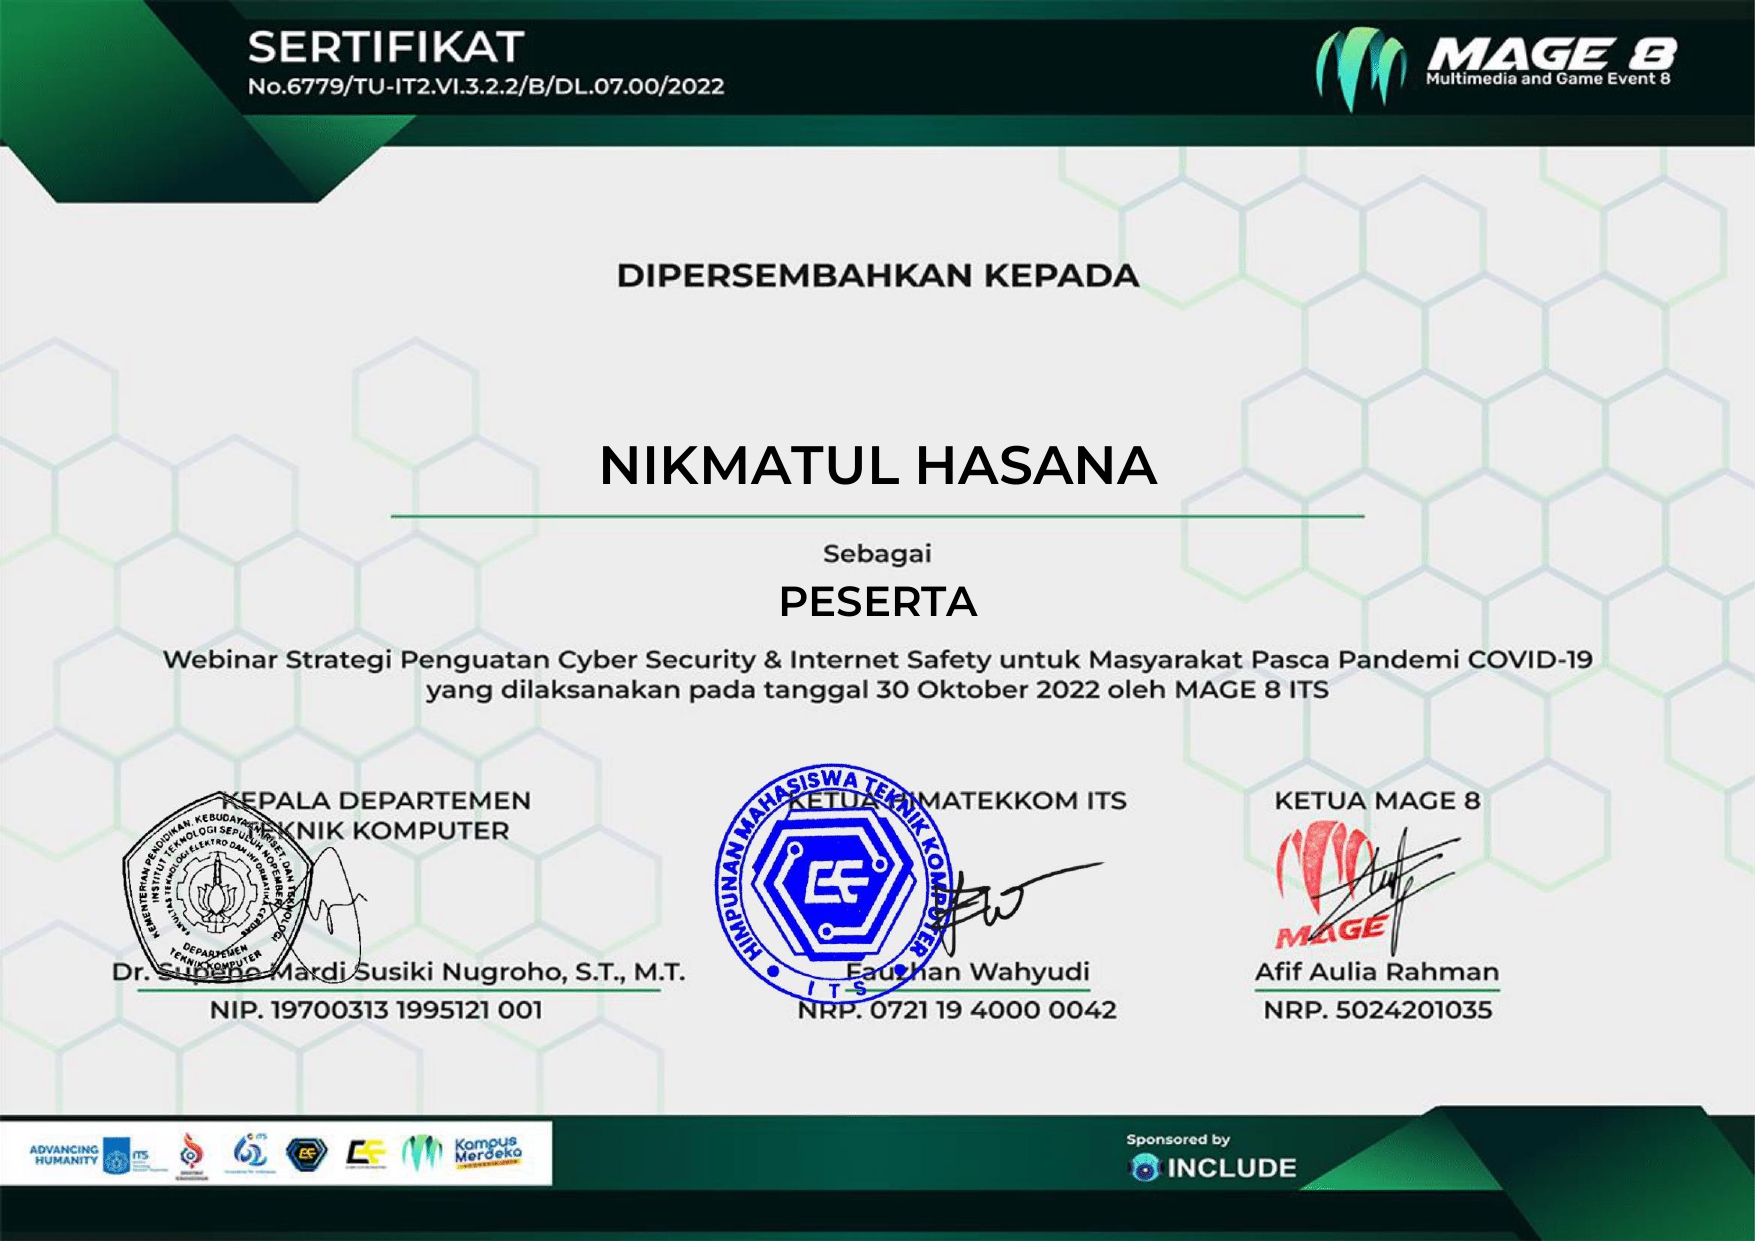 SERTIFIKAT
No.6779/TU-IT2.VI.3.2.2/B/DL.07.00/2022
MAGE 8
Multimedia and Game Event 8
DIPERSEMBAHKAN KEPADA
NIKMATUL HASANA
Sebagai
PESERTA
Webinar Strategi Penguatan Cyber Security & Internet Safety untuk Masyarakat Pasca Pandemi COVID-19
yang dilaksanakan pada tanggal 30 Oktober 2022 oleh MAGE 8 ITS
KEPALA DEPARTEMEN
TEKNIK KOMPUTER
KEMENTERIAN PENDIDIKAN, KEBUDAYAAN, RISET, DAN TEKNOLOGI
INSTITUT TEKNOLOGI SEPULUH NOPEMBER
FAKULTAS TEKNOLOGI ELEKTRO DAN INFORMATIKA CERDAS
DEPARTEMEN
TEKNIK KOMPUTER
Dr. Supeno Mardi Susiki Nugroho, S.T., M.T.
NIP. 19700313 1995121 001
KETUA HIMATEKKOM ITS
HIMPUNAN MAHASISWA TEKNIK KOMPUTER
ITS
Fauzhan Wahyudi
NRP. 0721 19 4000 0042
KETUA MAGE 8
MAGE
Afif Aulia Rahman
NRP. 5024201035
ADVANCING
HUMANITY
ITS
ITS
Kampus
Merdeka
Sponsored by
INCLUDE